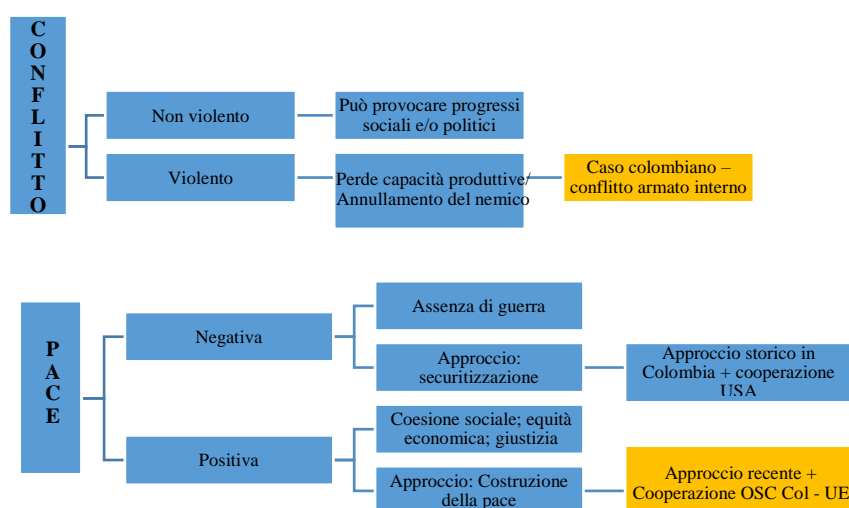 CONFLITTO
Non violento
Può provocare progressi
sociali e/o politici
Violento
Perde capacità produttive/
Annullamento del nemico
Caso colombiano –
conflitto armato interno
PACE
Negativa
Assenza di guerra
Approccio:
securitizzazione
Approccio storico in
Colombia + cooperazione
USA
Positiva
Coesione sociale; equità
economica; giustizia
Approccio: Costruzione
della pace
Approccio recente +
Cooperazione OSC Col - UE